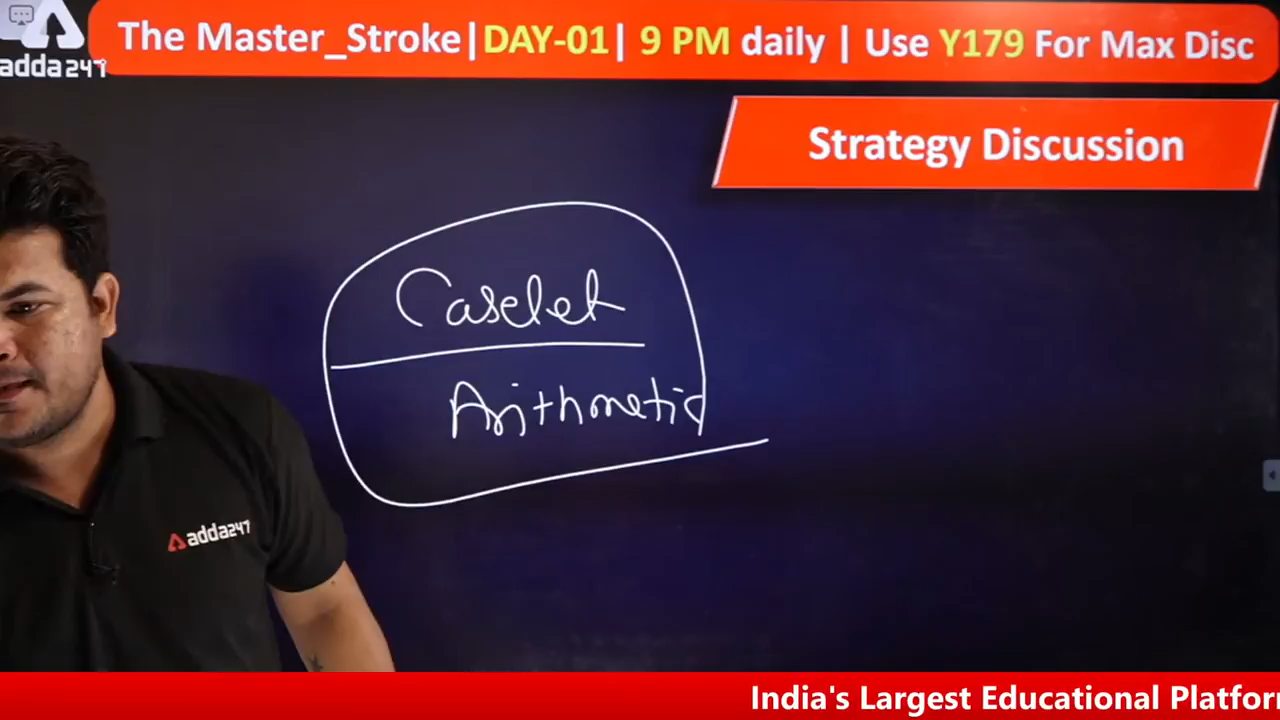 The Master_Stroke|DAY-01| 9 PM daily | Use Y179 For Max Disc
adda247
Strategy Discussion
Caselet
Arithmetic
adda247
India's Largest Educational Platfor